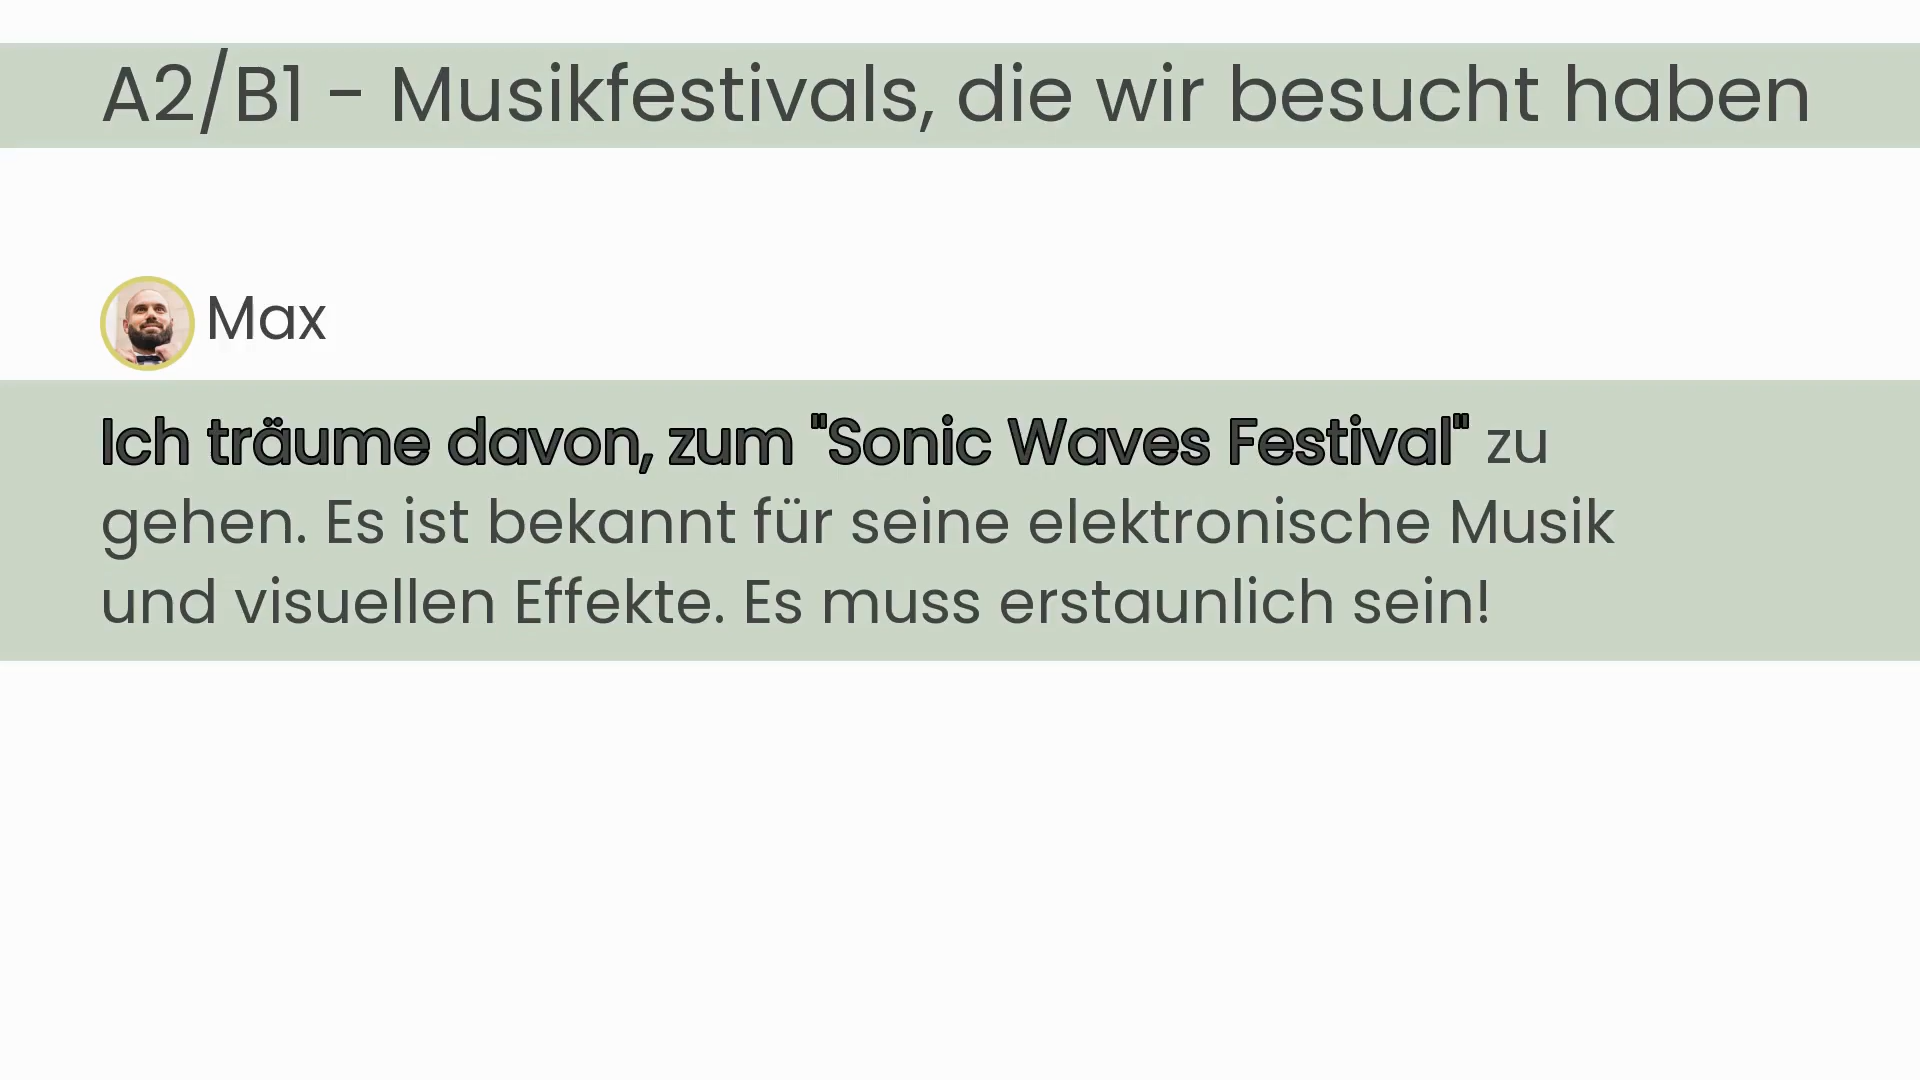 A2/B1 - Musikfestivals, die wir besucht haben
Max
Ich träume davon, zum "Sonic Waves Festival" zu
gehen. Es ist bekannt für seine elektronische Musik
und visuellen Effekte. Es muss erstaunlich sein!